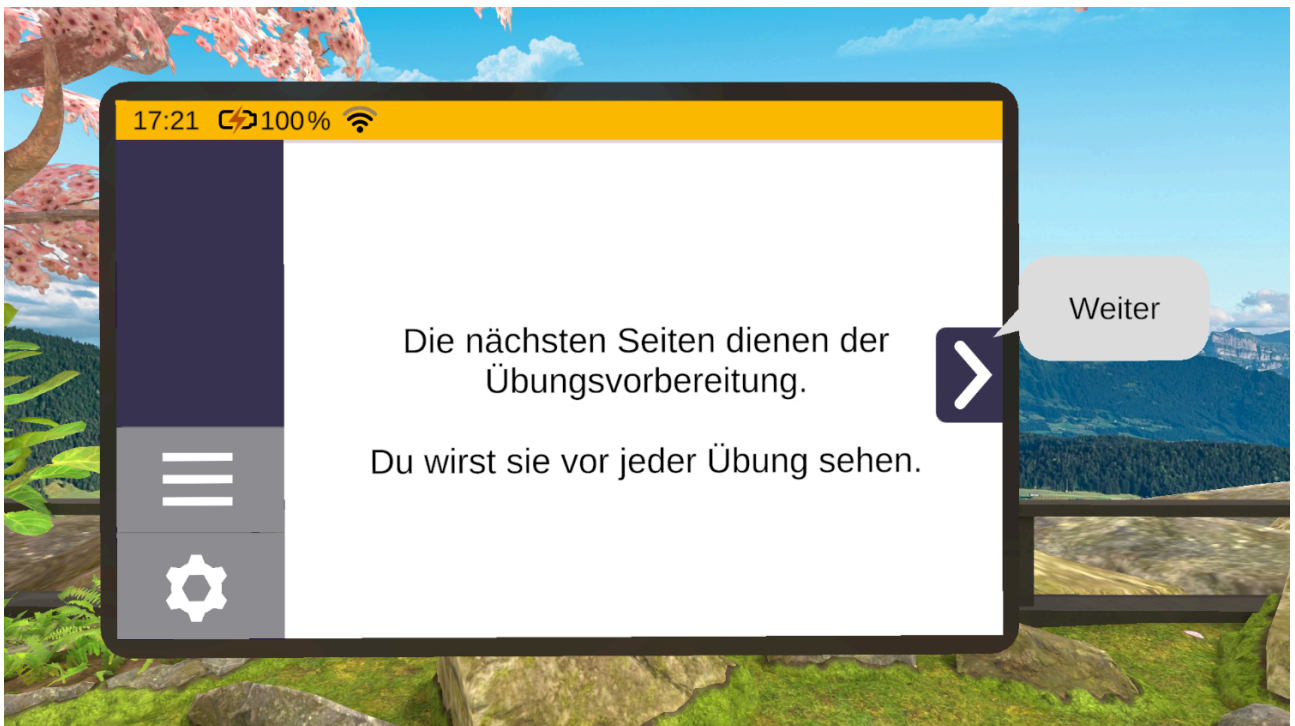 17:21 100%
Die nächsten Seiten dienen der
Übungsvorbereitung.
Du wirst sie vor jeder Übung sehen.
Weiter